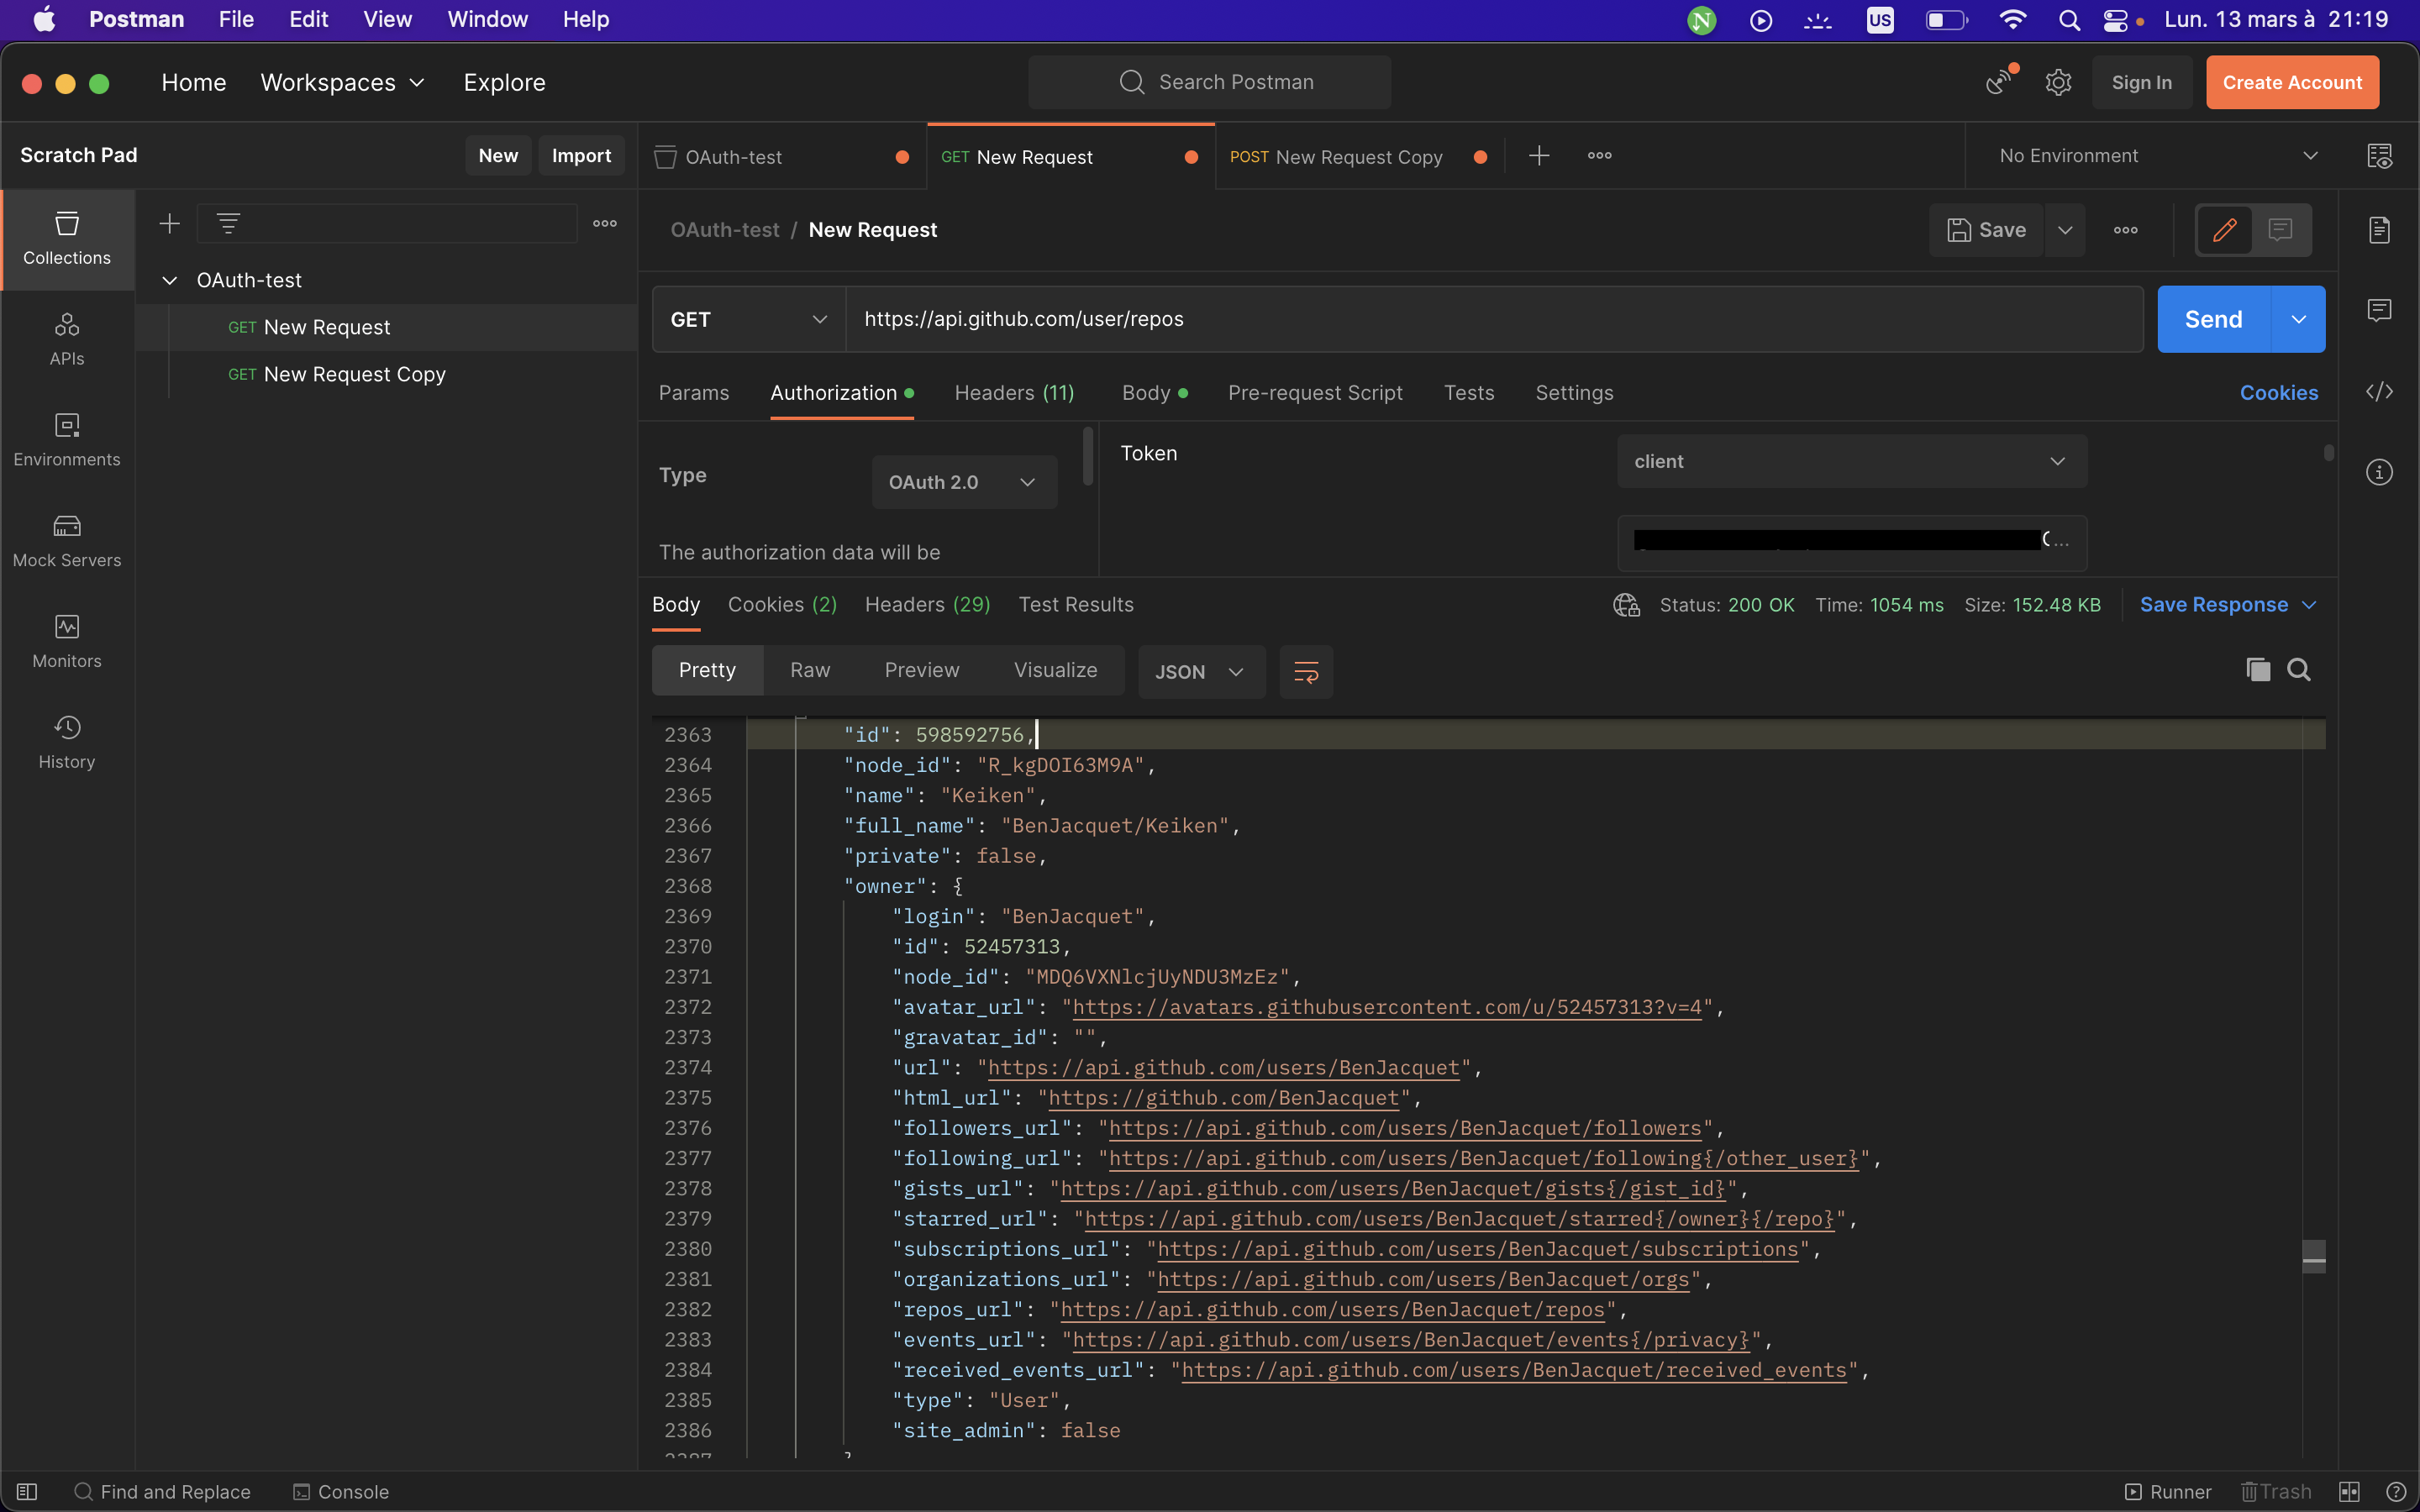 Postman File Edit View Window Help
N US Lun. 13 mars à 21:19
Home Workspaces Explore Search Postman Sign In Create Account
Scratch Pad New Import OAuth-test GET New Request POST New Request Copy No Environment
Collections
APIs
Environments
Mock Servers
Monitors
History
OAuth-test
GET New Request
GET New Request Copy
OAuth-test / New Request Save
GET https://api.github.com/user/repos Send
Params Authorization Headers (11) Body Pre-request Script Tests Settings Cookies
Type OAuth 2.0
The authorization data will be
Token client
Body Cookies (2) Headers (29) Test Results Status: 200 OK Time: 1054 ms Size: 152.48 KB Save Response
Pretty Raw Preview Visualize JSON
2363 "id": 598592756,
2364 "node_id": "R_kgDOI63M9A",
2365 "name": "Keiken",
2366 "full_name": "BenJacquet/Keiken",
2367 "private": false,
2368 "owner": {
2369 "login": "BenJacquet",
2370 "id": 52457313,
2371 "node_id": "MDQ6VXNlcjUyNDU3MzEz",
2372 "avatar_url": "https://avatars.githubusercontent.com/u/52457313?v=4",
2373 "gravatar_id": "",
2374 "url": "https://api.github.com/users/BenJacquet",
2375 "html_url": "https://github.com/BenJacquet",
2376 "followers_url": "https://api.github.com/users/BenJacquet/followers",
2377 "following_url": "https://api.github.com/users/BenJacquet/following{/other_user}",
2378 "gists_url": "https://api.github.com/users/BenJacquet/gists{/gist_id}",
2379 "starred_url": "https://api.github.com/users/BenJacquet/starred{/owner}{/repo}",
2380 "subscriptions_url": "https://api.github.com/users/BenJacquet/subscriptions",
2381 "organizations_url": "https://api.github.com/users/BenJacquet/orgs",
2382 "repos_url": "https://api.github.com/users/BenJacquet/repos",
2383 "events_url": "https://api.github.com/users/BenJacquet/events{/privacy}",
2384 "received_events_url": "https://api.github.com/users/BenJacquet/received_events",
2385 "type": "User",
2386 "site_admin": false
Find and Replace Console Runner Trash